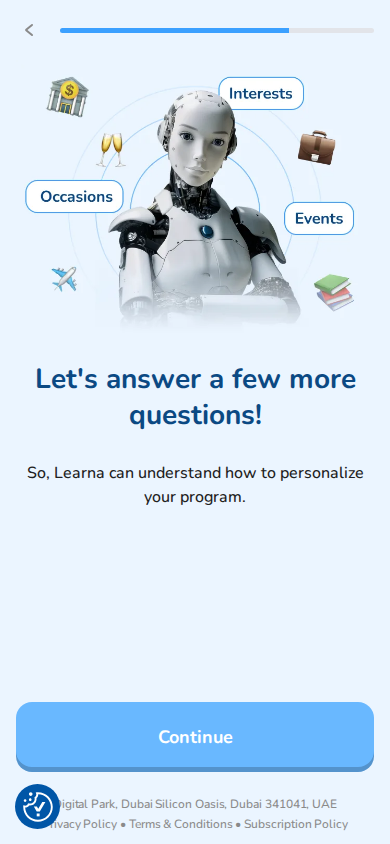 Interests
Occasions
Events
Let's answer a few more
questions!
So, Learna can understand how to personalize
your program.
Continue
Digital Park, Dubai Silicon Oasis, Dubai 341041, UAE
Policy • Terms & Conditions • Subscription Policy